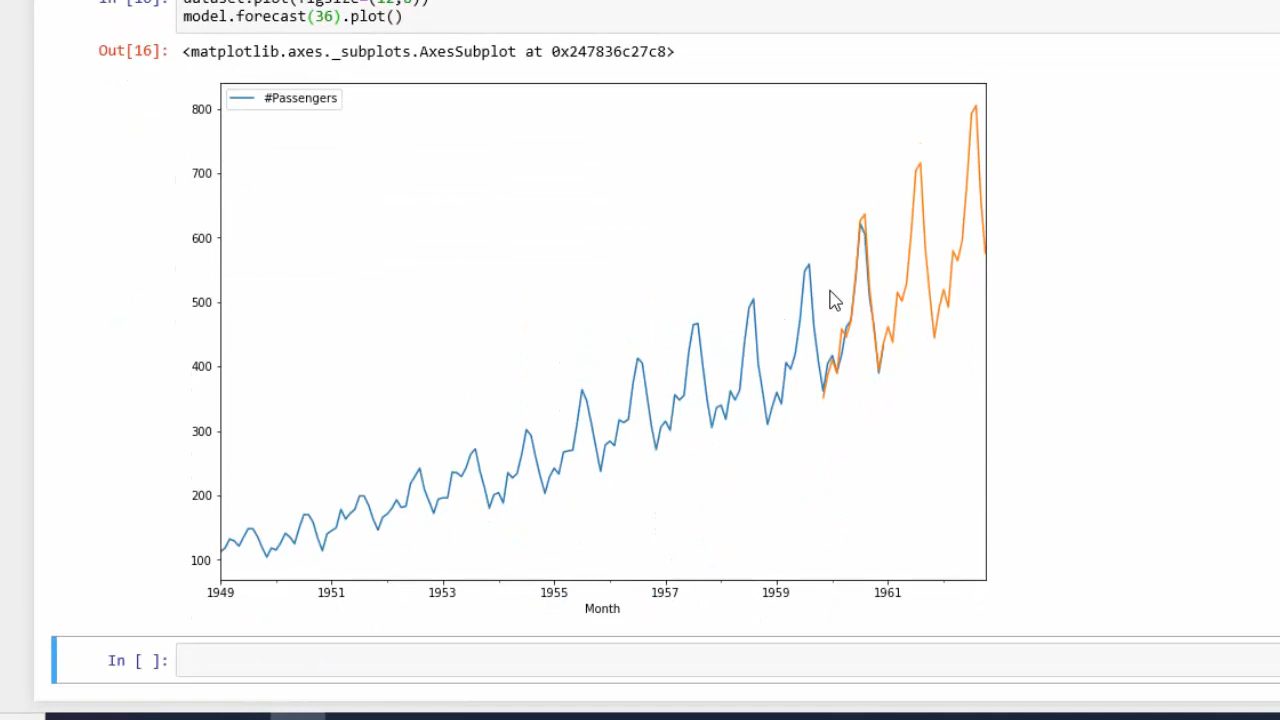 model.forecast(36).plot()
Out[16]: <matplotlib.axes._subplots.AxesSubplot at 0x247836c27c8>
#Passengers
800
700
600
500
400
300
200
100
1949 1951 1953 1955 1957 1959 1961
Month
In [ ]: